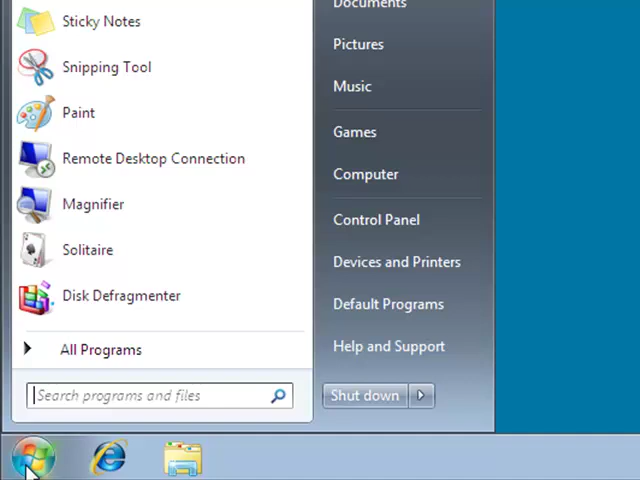 Sticky Notes
Snipping Tool
Paint
Remote Desktop Connection
Magnifier
Solitaire
Disk Defragmenter
All Programs
Search programs and files
Documents
Pictures
Music
Games
Computer
Control Panel
Devices and Printers
Default Programs
Help and Support
Shut down